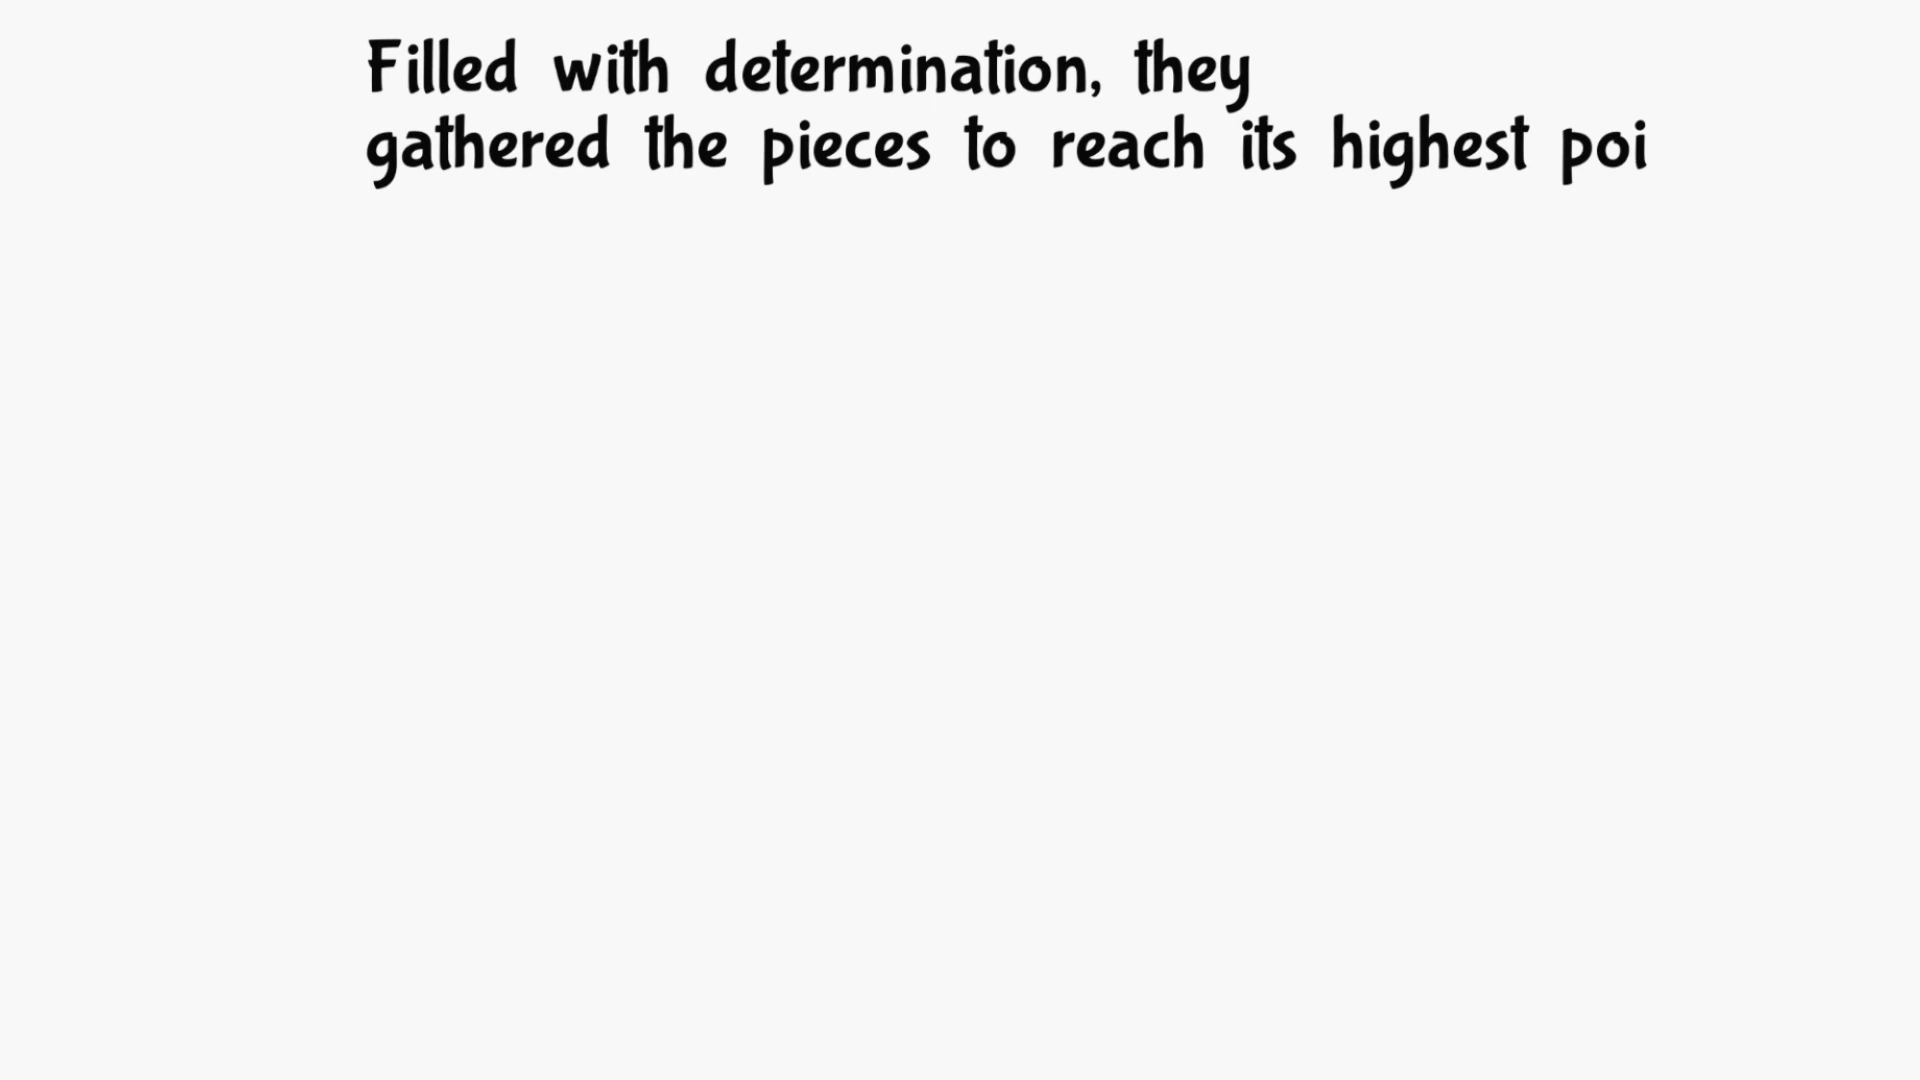 Filled with determination, they
gathered the pieces to reach its highest poi